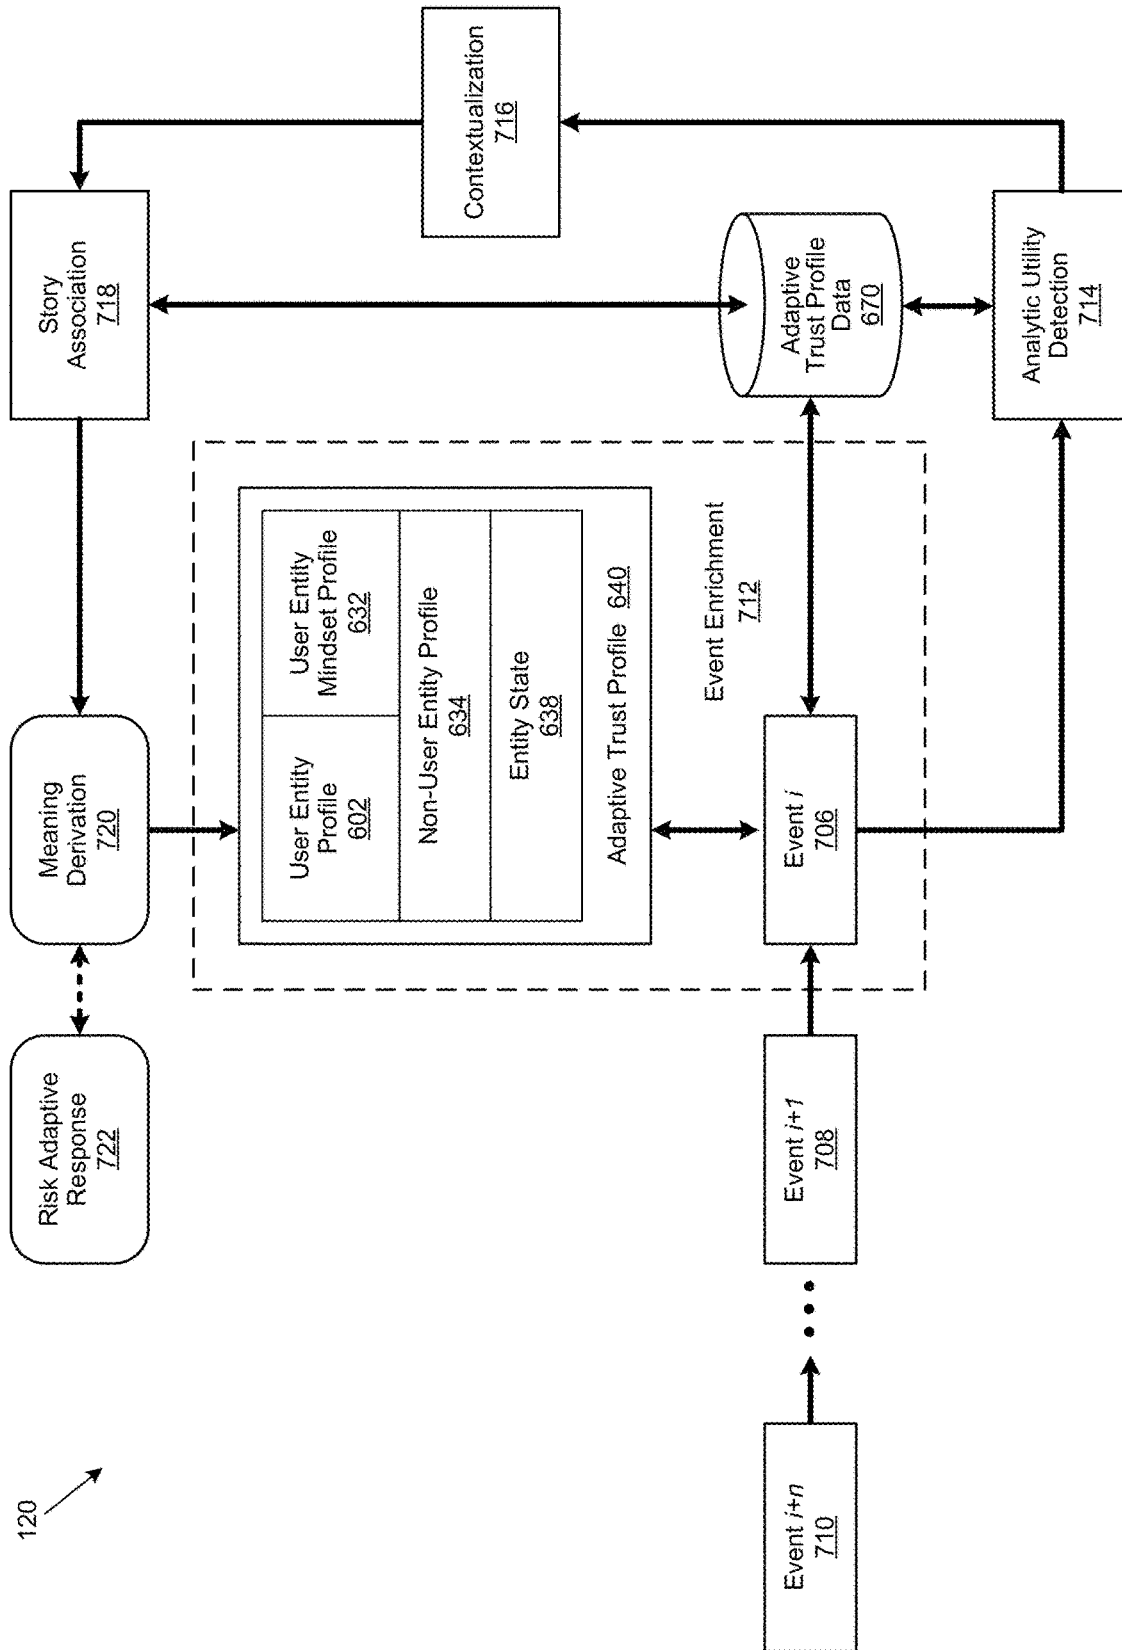 120
Risk Adaptive
Response
722
Meaning
Derivation
720
Story
Association
718
User Entity
Profile
602
User Entity
Mindset Profile
632
Non-User Entity Profile
634
Entity State
638
Adaptive Trust Profile 640
Contextualization
716
Event Enrichment
712
Adaptive
Trust Profile
Data
670
Event i+n
710
Event i+1
708
Event i
706
Analytic Utility
Detection
714